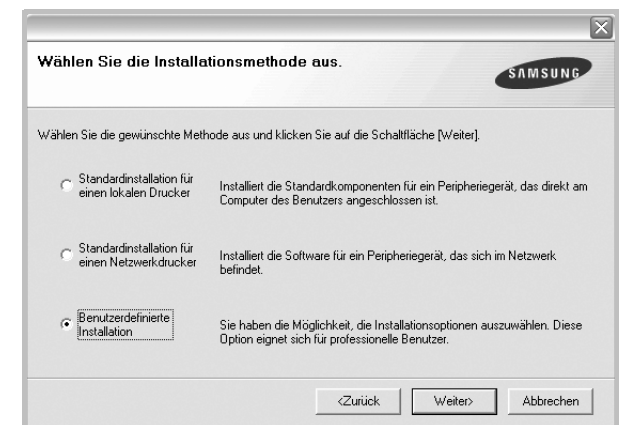 Wählen Sie die Installationsmethode aus.
SAMSUNG
Wählen Sie die gewünschte Methode aus und klicken Sie auf die Schaltfläche [Weiter].
Standardinstallation für
einen lokalen Drucker
Installiert die Standardkomponenten für ein Peripheriegerät, das direkt am
Computer des Benutzers angeschlossen ist.
Standardinstallation für
einen Netzwerkdrucker
Installiert die Software für ein Peripheriegerät, das sich im Netzwerk
befindet.
Benutzerdefinierte
Installation
Sie haben die Möglichkeit, die Installationsoptionen auszuwählen. Diese
Option eignet sich für professionelle Benutzer.
<Zurück
Weiter>
Abbrechen